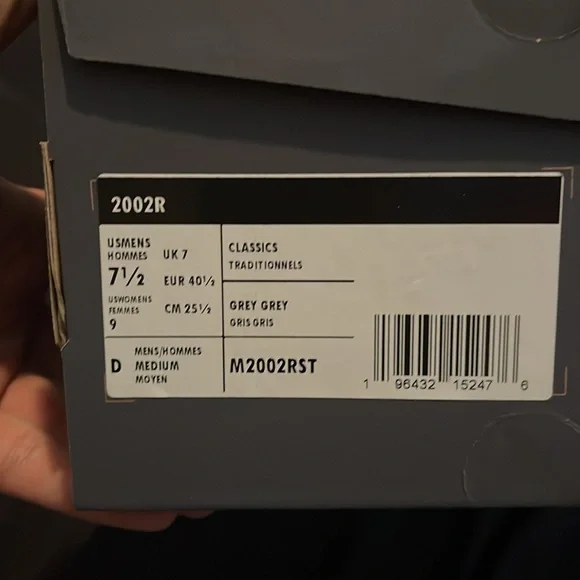 2002R
USMENS
HOMMES
7½
UK 7
EUR 40½
USWOMENS
FEMMES
9
CM 25½
CLASSICS
TRADITIONNELS
GREY GREY
GRIS GRIS
D
MENS/HOMMES
MEDIUM
MOYEN
M2002RST
1 96432 15247 6